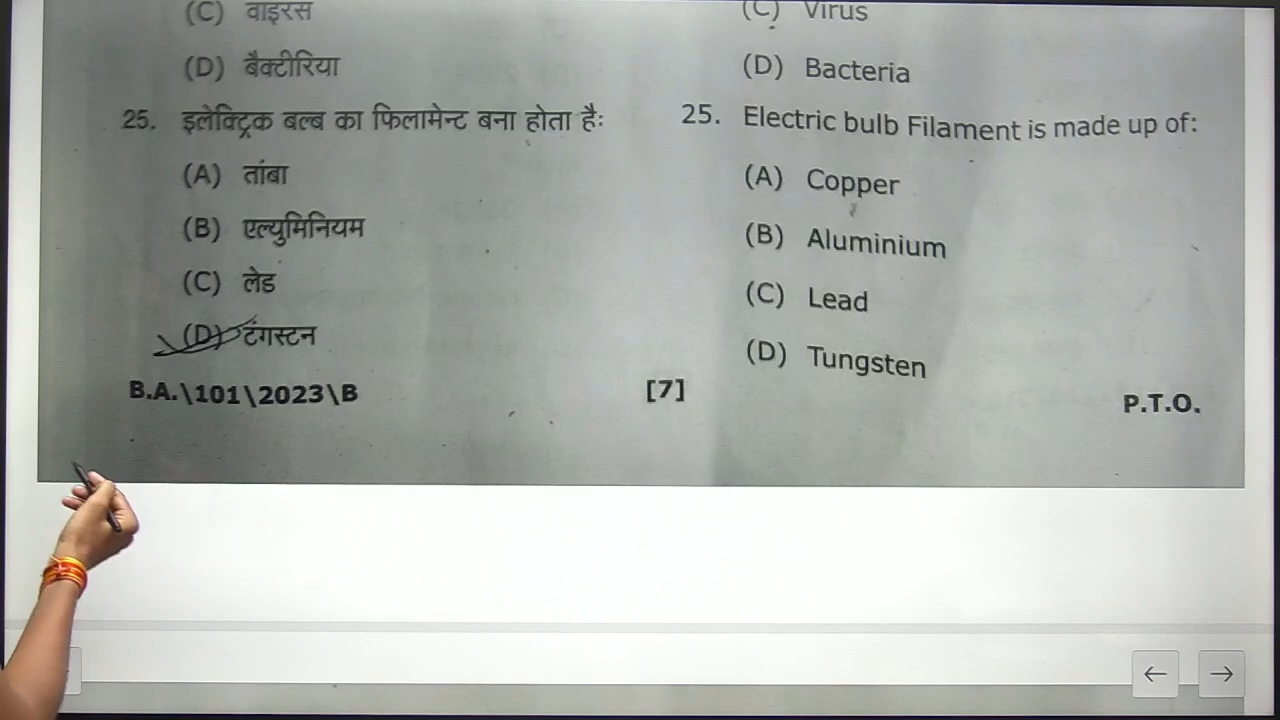 (C) वाइरस
(D) बैक्टीरिया
25. इलेक्ट्रिक बल्ब का फिलामेन्ट बना होता हैः
(A) तांबा
(B) एल्युमिनियम
(C) लेड
(D) टंगस्टन
(C) Virus
(D) Bacteria
25. Electric bulb Filament is made up of:
(A) Copper
(B) Aluminium
(C) Lead
(D) Tungsten
B.A.\101\2023\B [7] P.T.O.